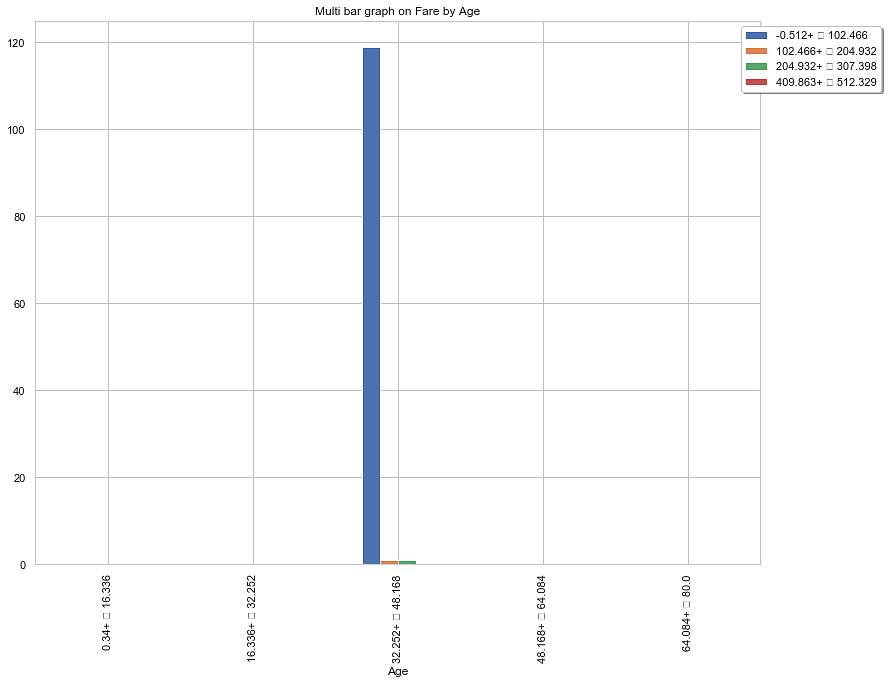 Multi bar graph on Fare by Age
-0.512+ □ 102.466
102.466+ □ 204.932
204.932+ □ 307.398
409.863+ □ 512.329
120
100
80
60
40
20
0
0.34+ □ 16.336
16.336+ □ 32.252
32.252+ □ 48.168
48.168+ □ 64.084
64.084+ □ 80.0
Age